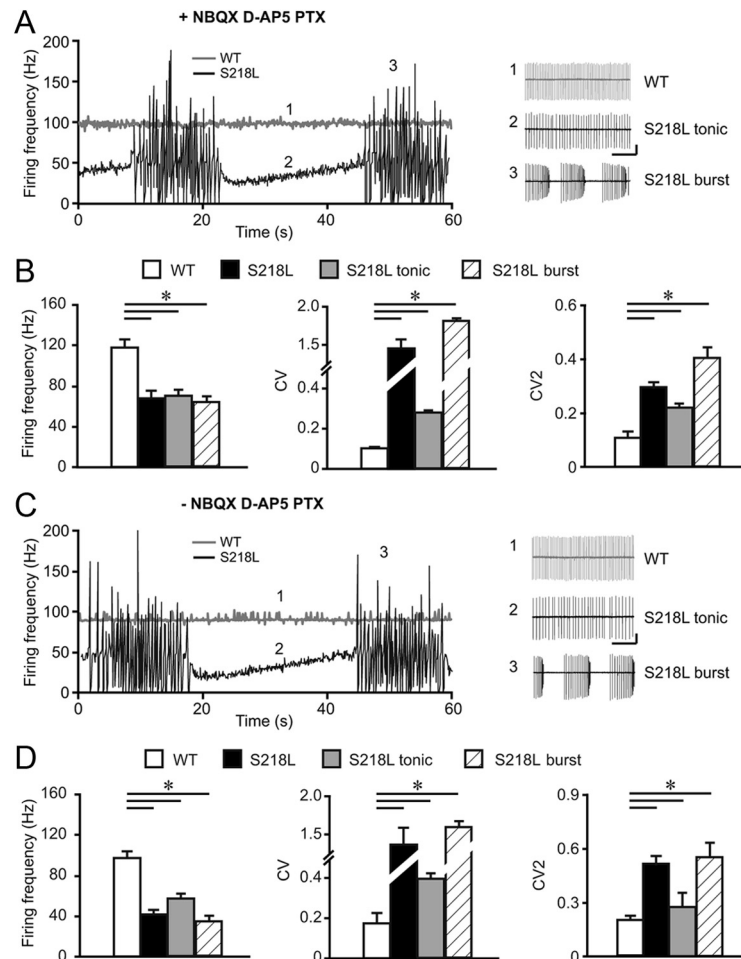 A
+ NBQX D-AP5 PTX
Firing frequency (Hz)
200
150
100
50
0
WT
S218L
1
2
3
0
20
40
60
Time (s)
1
WT
2
S218L tonic
3
S218L burst
B
WT
S218L
S218L tonic
S218L burst
Firing frequency (Hz)
160
120
80
40
0
*
CV
2.0
1.5
0.4
0.2
0
*
CV2
0.6
0.4
0.2
0
*
C
- NBQX D-AP5 PTX
Firing frequency (Hz)
200
150
100
50
0
WT
S218L
1
2
3
0
20
40
60
Time (s)
1
WT
2
S218L tonic
3
S218L burst
D
WT
S218L
S218L tonic
S218L burst
Firing frequency (Hz)
160
120
80
40
0
*
CV
2.0
1.5
0.4
0.2
0
*
CV2
0.9
0.6
0.3
0.0
*